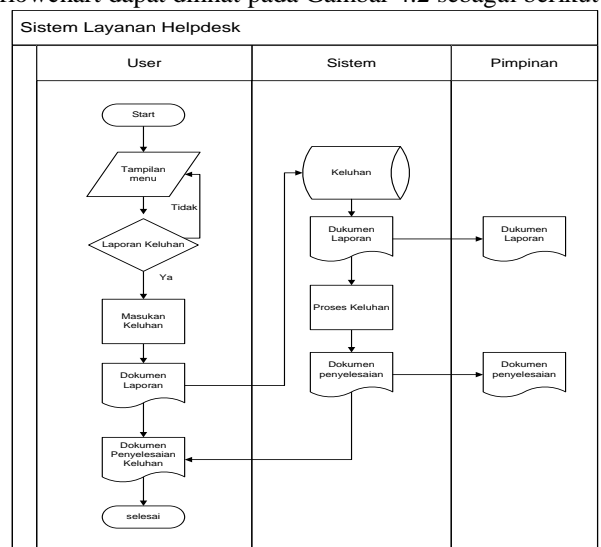 flowchart dapat dilihat pada Gambar 4.2 sebagai berikut
Sistem Layanan Helpdesk
User
Sistem
Pimpinan
Start
Tampilan
menu
Tidak
Laporan Keluhan
Ya
Masukan
Keluhan
Dokumen
Laporan
Dokumen
Penyelesaian
Keluhan
selesai
Keluhan
Dukumen
Laporan
Proses Keluhan
Dokumen
penyelesaian
Dukumen
Laporan
Dokumen
penyelesaian